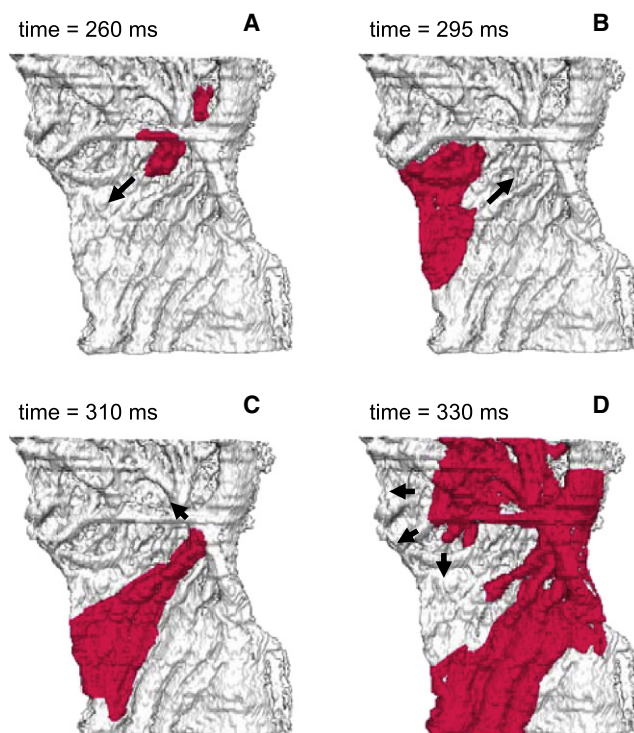 time = 260 ms A
time = 295 ms B
time = 310 ms C
time = 330 ms D